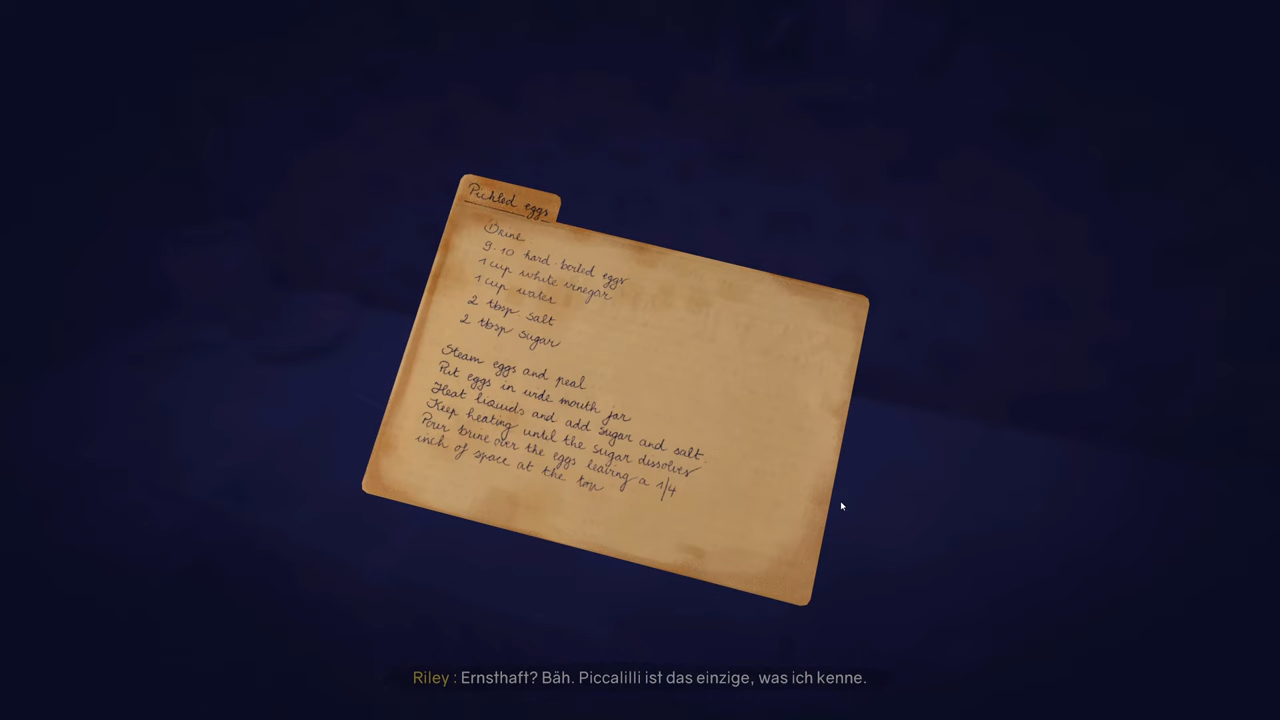 Pickled eggs
Brine
9-10 hard-boiled eggs
1 cup white vinegar
1 cup water
2 tbsp. salt
2 tbsp sugar
Steam eggs and peal.
Put eggs in wide mouth jar
Heat liquids and add sugar and salt.
Keep heating until the sugar dissolves
Pour brine over the eggs leaving a 1/4
inch of space at the top
Riley : Ernsthaft? Bäh. Piccalilli ist das einzige, was ich kenne.